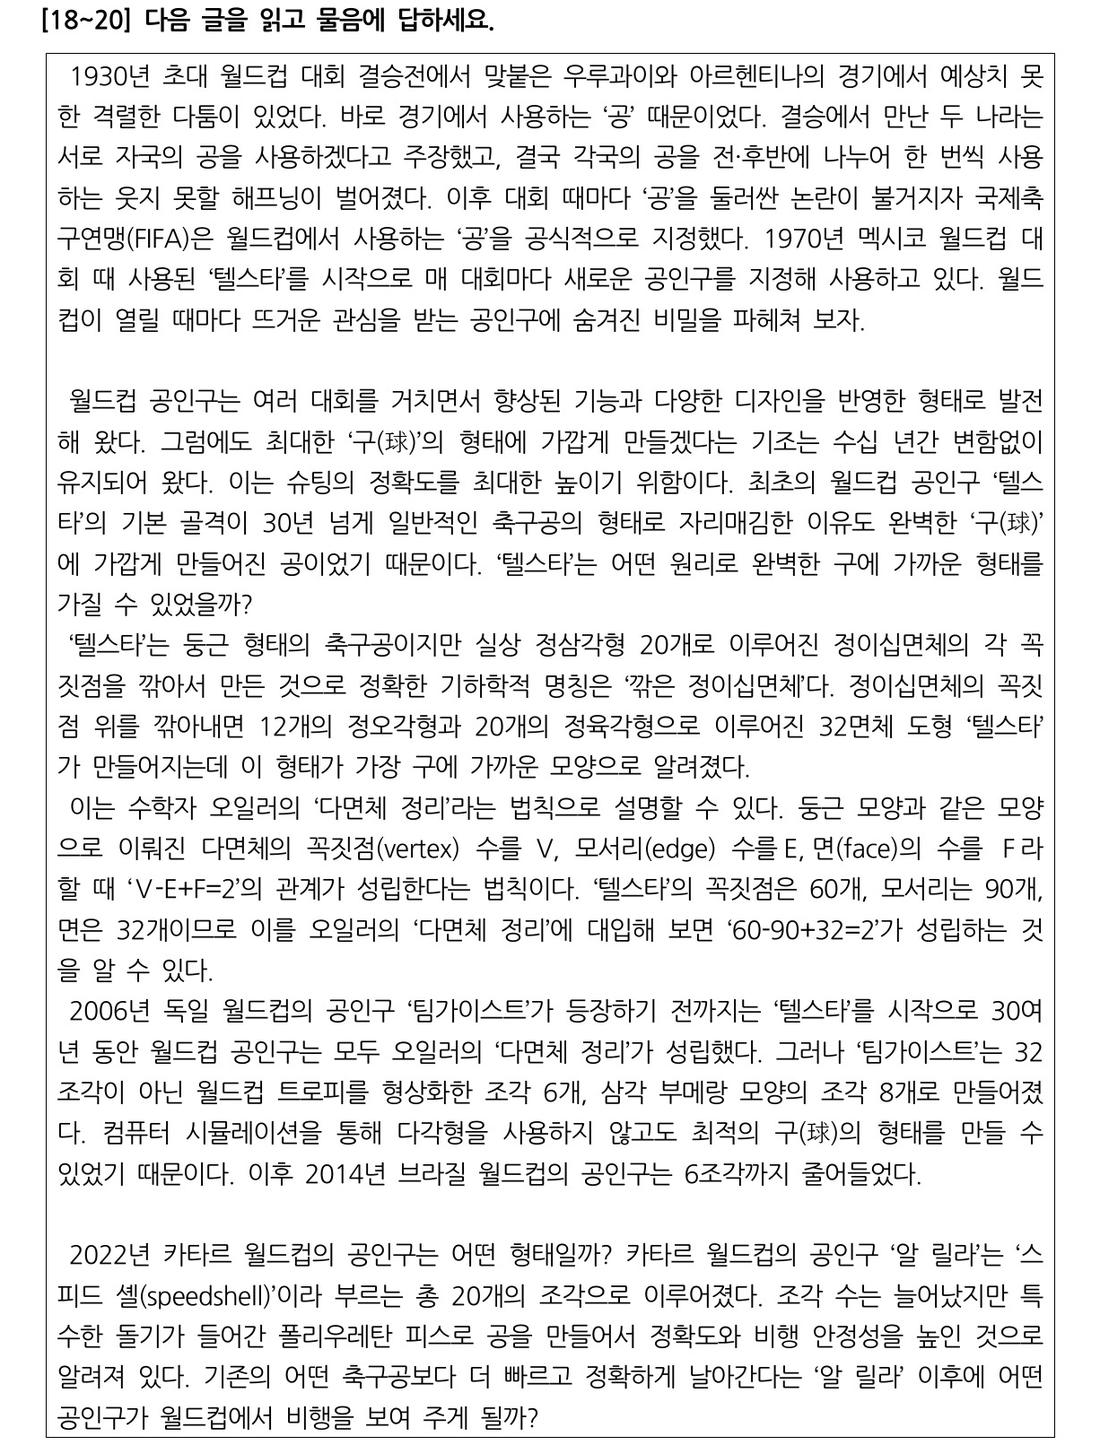 [18~20] 다음 글을 읽고 물음에 답하세요.
1930년 초대 월드컵 대회 결승전에서 맞붙은 우루과이와 아르헨티나의 경기에서 예상치 못
한 격렬한 다툼이 있었다. 바로 경기에서 사용하는 ‘공’ 때문이었다. 결승에서 만난 두 나라는
서로 자국의 공을 사용하겠다고 주장했고, 결국 각국의 공을 전·후반에 나누어 한 번씩 사용
하는 웃지 못할 해프닝이 벌어졌다. 이후 대회 때마다 ‘공’을 둘러싼 논란이 불거지자 국제축
구연맹(FIFA)은 월드컵에서 사용하는 ‘공’을 공식적으로 지정했다. 1970년 멕시코 월드컵 대
회 때 사용된 ‘텔스타’를 시작으로 매 대회마다 새로운 공인구를 지정해 사용하고 있다. 월드
컵이 열릴 때마다 뜨거운 관심을 받는 공인구에 숨겨진 비밀을 파헤쳐 보자.
월드컵 공인구는 여러 대회를 거치면서 향상된 기능과 다양한 디자인을 반영한 형태로 발전
해 왔다. 그럼에도 최대한 ‘구(球)’의 형태에 가깝게 만들겠다는 기조는 수십 년간 변함없이
유지되어 왔다. 이는 슈팅의 정확도를 최대한 높이기 위함이다. 최초의 월드컵 공인구 ‘텔스
타’의 기본 골격이 30년 넘게 일반적인 축구공의 형태로 자리매김한 이유도 완벽한 ‘구(球)’
에 가깝게 만들어진 공이었기 때문이다. ‘텔스타’는 어떤 원리로 완벽한 구에 가까운 형태를
가질 수 있었을까?
‘텔스타’는 둥근 형태의 축구공이지만 실상 정삼각형 20개로 이루어진 정이십면체의 각 꼭
짓점을 깎아서 만든 것으로 정확한 기하학적 명칭은 ‘깎은 정이십면체’다. 정이십면체의 꼭짓
점 위를 깎아내면 12개의 정오각형과 20개의 정육각형으로 이루어진 32면체 도형 ‘텔스타’
가 만들어지는데 이 형태가 가장 구에 가까운 모양으로 알려졌다.
이는 수학자 오일러의 ‘다면체 정리’라는 법칙으로 설명할 수 있다. 둥근 모양과 같은 모양
으로 이뤄진 다면체의 꼭짓점(vertex) 수를 V, 모서리(edge) 수를 E, 면(face)의 수를 F라
할 때 ‘V-E+F=2’의 관계가 성립한다는 법칙이다. ‘텔스타’의 꼭짓점은 60개, 모서리는 90개,
면은 32개이므로 이를 오일러의 ‘다면체 정리’에 대입해 보면 ‘60-90+32=2’가 성립하는 것
을 알 수 있다.
2006년 독일 월드컵의 공인구 ‘팀가이스트’가 등장하기 전까지는 ‘텔스타’를 시작으로 30여
년 동안 월드컵 공인구는 모두 오일러의 ‘다면체 정리’가 성립했다. 그러나 ‘팀가이스트’는 32
조각이 아닌 월드컵 트로피를 형상화한 조각 6개, 삼각 부메랑 모양의 조각 8개로 만들어졌
다. 컴퓨터 시뮬레이션을 통해 다각형을 사용하지 않고도 최적의 구(球)의 형태를 만들 수
있었기 때문이다. 이후 2014년 브라질 월드컵의 공인구는 6조각까지 줄어들었다.
2022년 카타르 월드컵의 공인구는 어떤 형태일까? 카타르 월드컵의 공인구 ‘알 릴라’는 ‘스
피드 셸(speedshell)’이라 부르는 총 20개의 조각으로 이루어졌다. 조각 수는 늘어났지만 특
수한 돌기가 들어간 폴리우레탄 피스로 공을 만들어서 정확도와 비행 안정성을 높인 것으로
알려져 있다. 기존의 어떤 축구공보다 더 빠르고 정확하게 날아간다는 ‘알 릴라’ 이후에 어떤
공인구가 월드컵에서 비행을 보여 주게 될까?